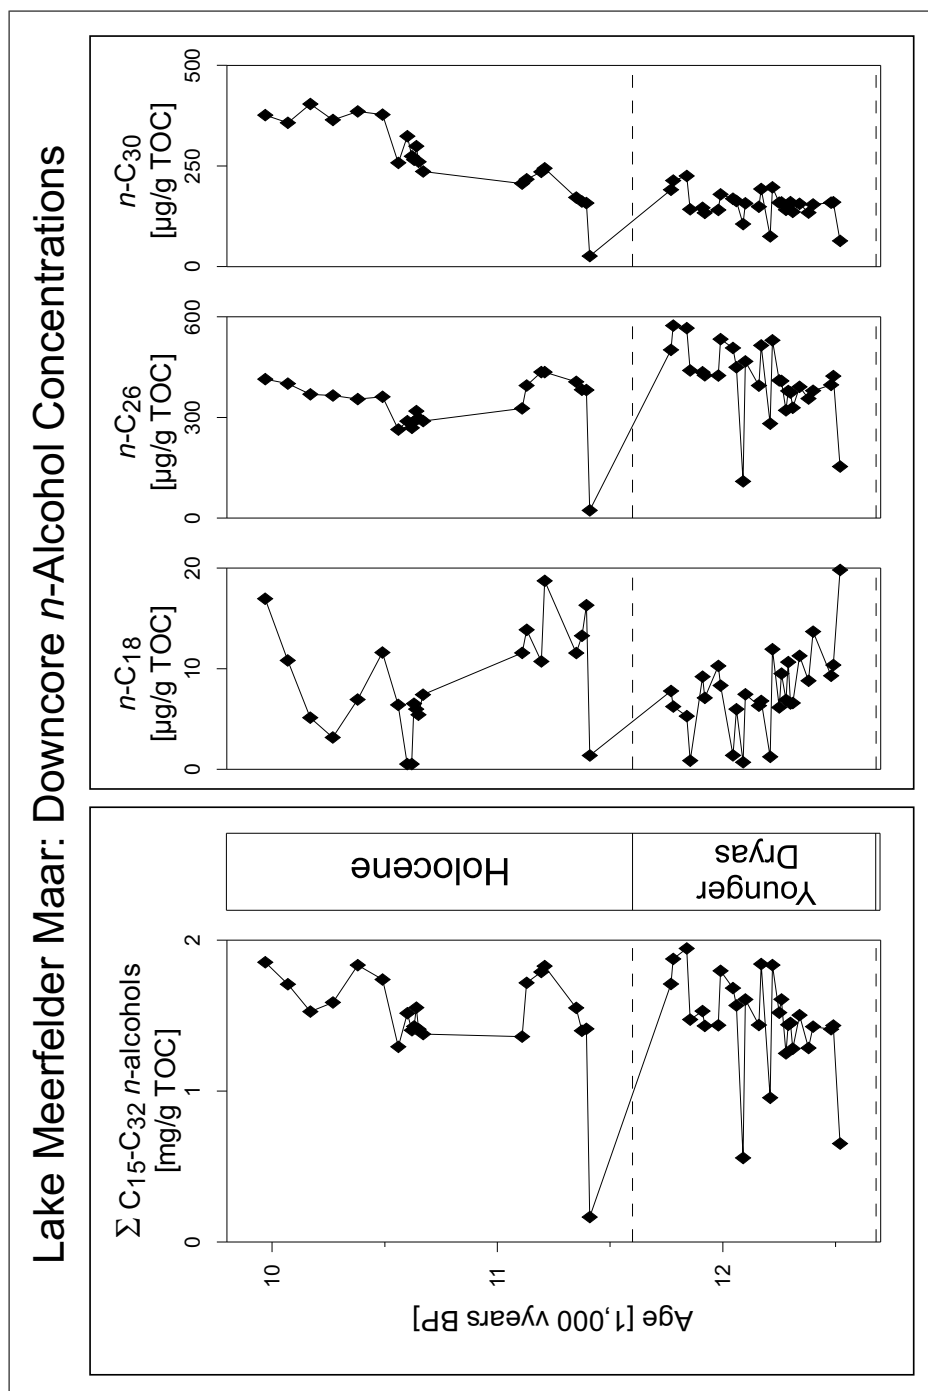 Lake Meerfelder Maar: Downcore n-Alcohol Concentrations
Σ C15-C32 n-alcohols
[mg/g TOC]
0
1
2
n-C18
[µg/g TOC]
0
10
20
n-C26
[µg/g TOC]
0
300
600
n-C30
[µg/g TOC]
0
250
500
Holocene
Younger
Dryas
10
11
12
Age [1,000 vyears BP]